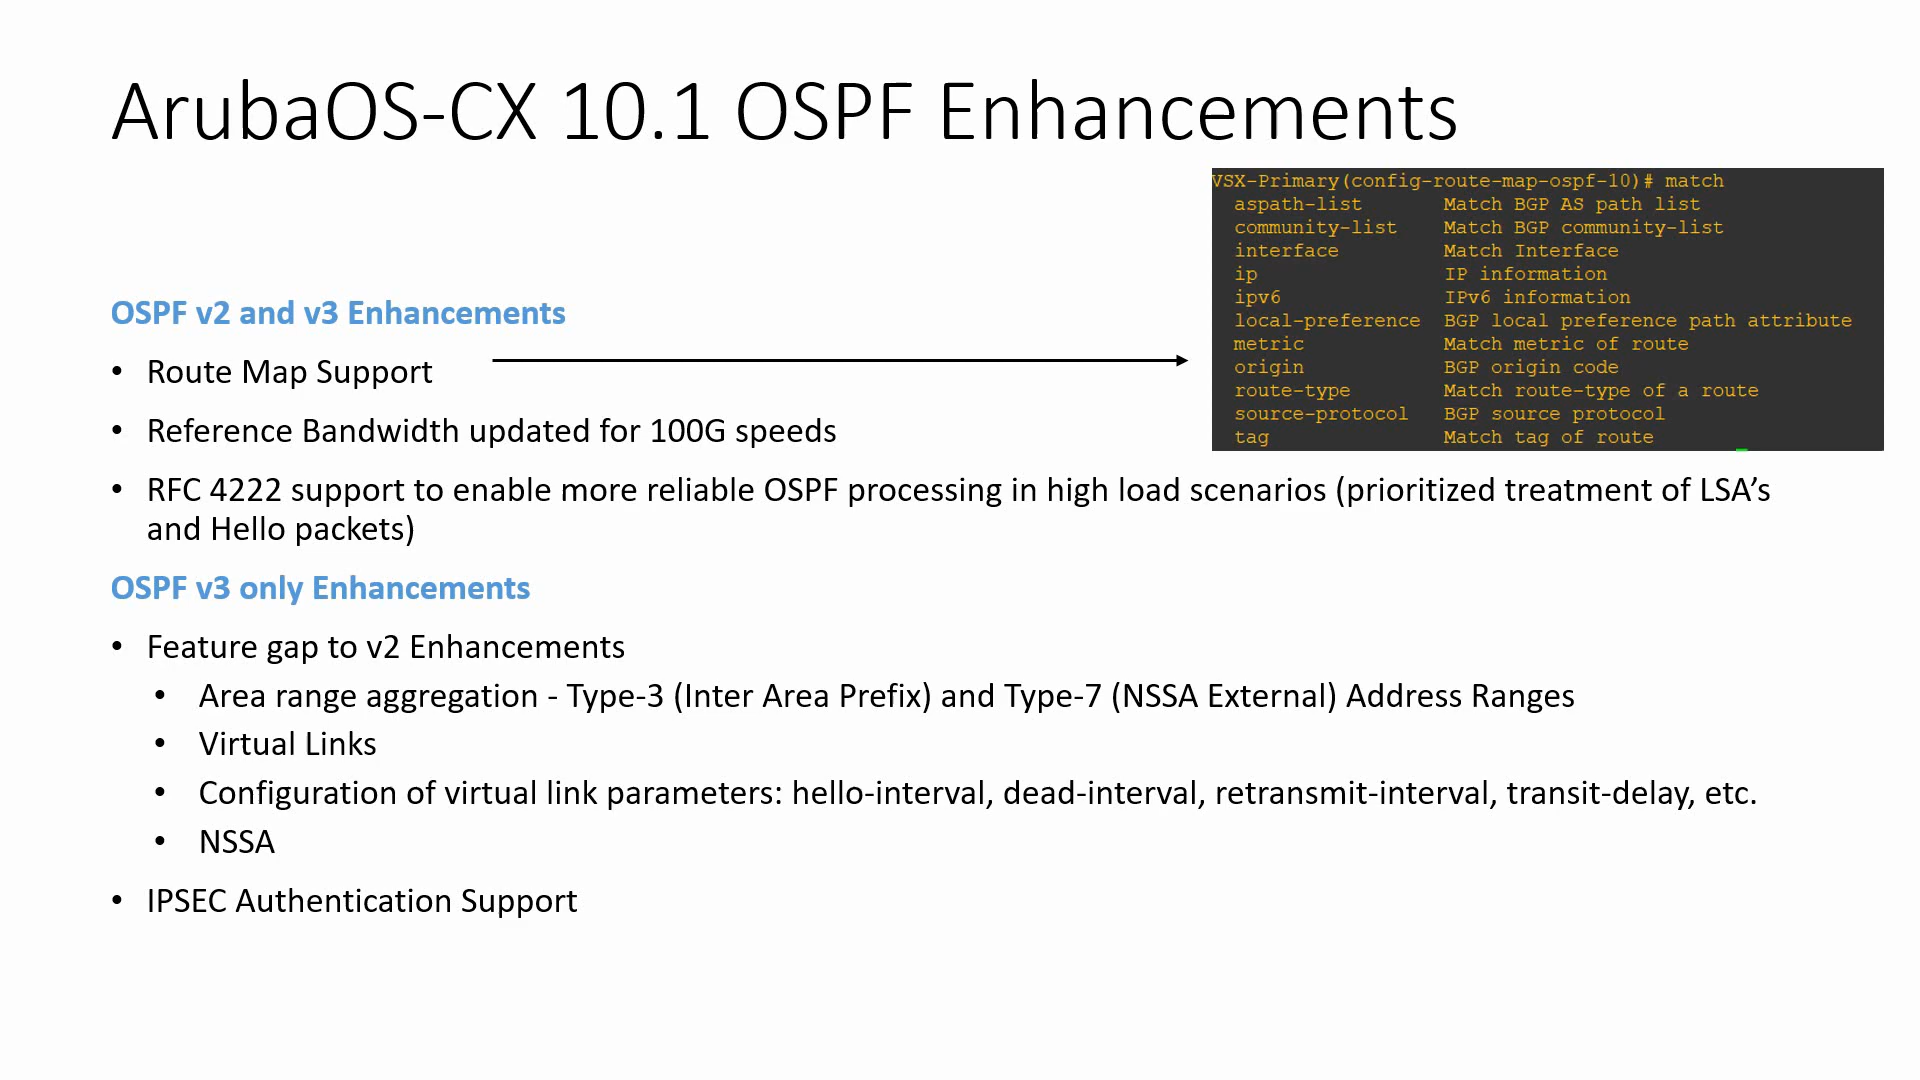 ArubaOS-CX 10.1 OSPF Enhancements
VSX-Primary(config-route-map-ospf-10)# match
aspath-list Match BGP AS path list
community-list Match BGP community-list
interface Match Interface
ip IP information
ipv6 IPv6 information
local-preference BGP local preference path attribute
metric Match metric of route
origin BGP origin code
route-type Match route-type of a route
source-protocol BGP source protocol
tag Match tag of route
OSPF v2 and v3 Enhancements
• Route Map Support
• Reference Bandwidth updated for 100G speeds
• RFC 4222 support to enable more reliable OSPF processing in high load scenarios (prioritized treatment of LSA’s
and Hello packets)
OSPF v3 only Enhancements
• Feature gap to v2 Enhancements
• Area range aggregation - Type-3 (Inter Area Prefix) and Type-7 (NSSA External) Address Ranges
• Virtual Links
• Configuration of virtual link parameters: hello-interval, dead-interval, retransmit-interval, transit-delay, etc.
• NSSA
• IPSEC Authentication Support